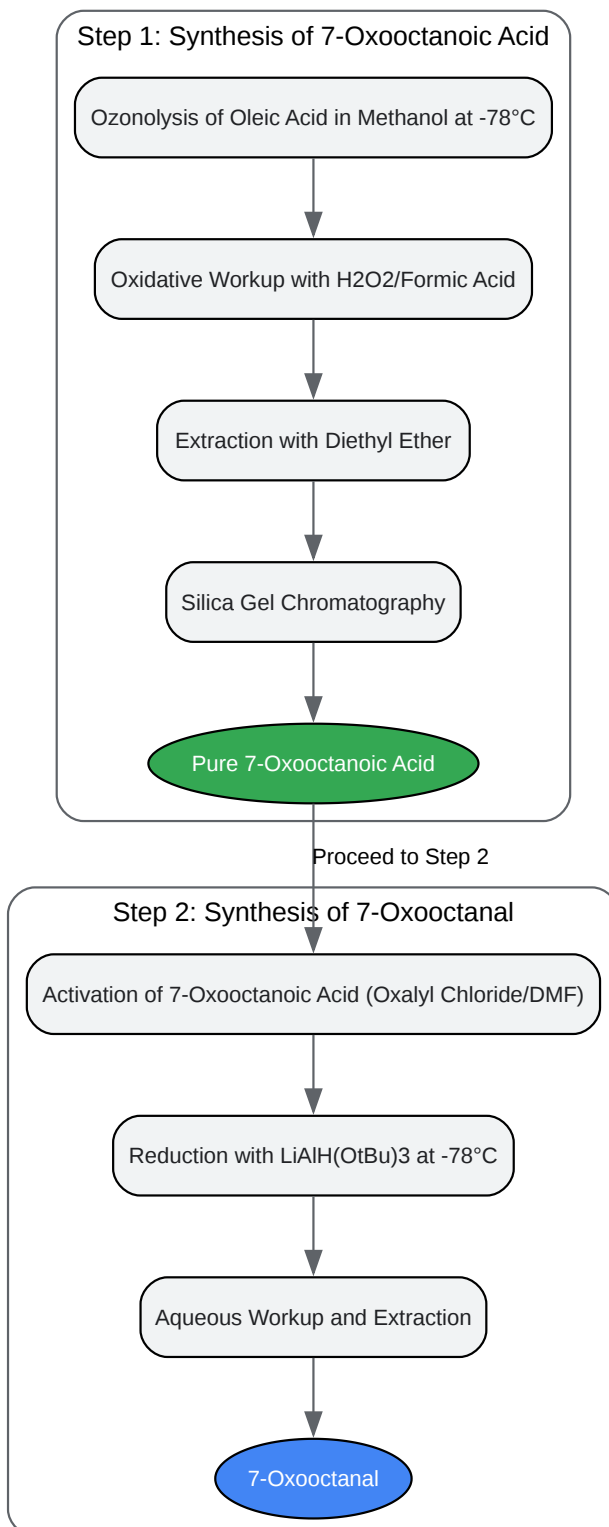 Step 1: Synthesis of 7-Oxooctanoic Acid
Ozonolysis of Oleic Acid in Methanol at -78°C
Oxidative Workup with H2O2/Formic Acid
Extraction with Diethyl Ether
Silica Gel Chromatography
Pure 7-Oxooctanoic Acid
Proceed to Step 2
Step 2: Synthesis of 7-Oxooctanal
Activation of 7-Oxooctanoic Acid (Oxalyl Chloride/DMF)
Reduction with LiAlH(OtBu)3 at -78°C
Aqueous Workup and Extraction
7-Oxooctanal